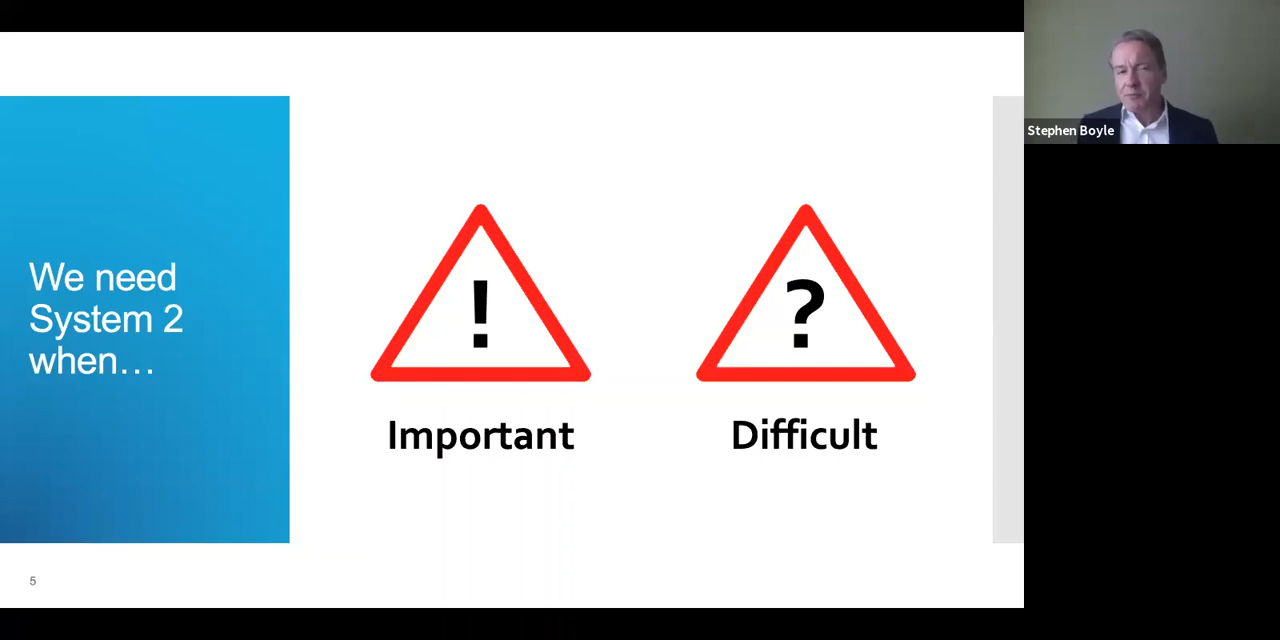 We need
System 2
when…
!
?
Important
Difficult
5
Stephen Boyle